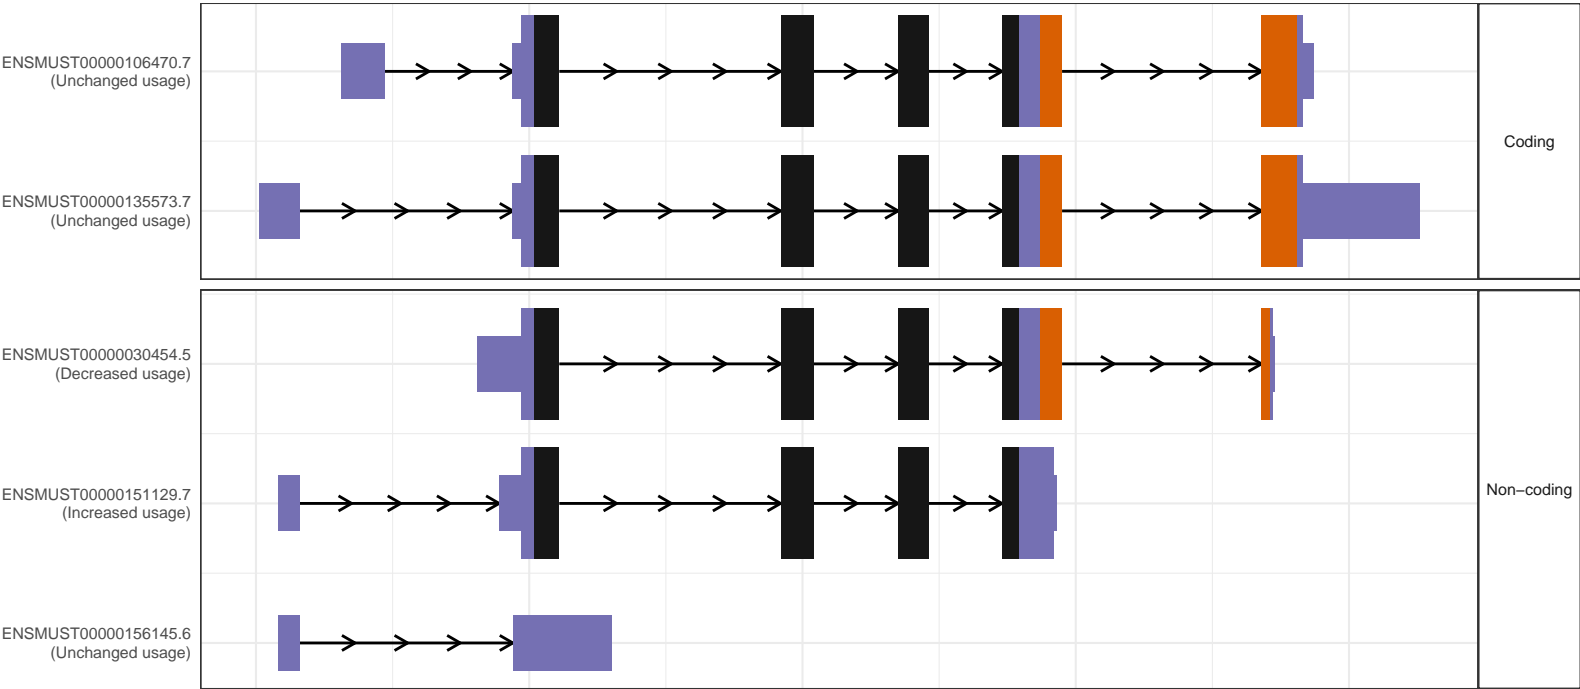 ENSMUST00000106470.7
(Unchanged usage)
ENSMUST00000135573.7
(Unchanged usage)
Coding
ENSMUST00000030454.5
(Decreased usage)
ENSMUST00000151129.7
(Increased usage)
Non−coding
ENSMUST00000156145.6
(Unchanged usage)